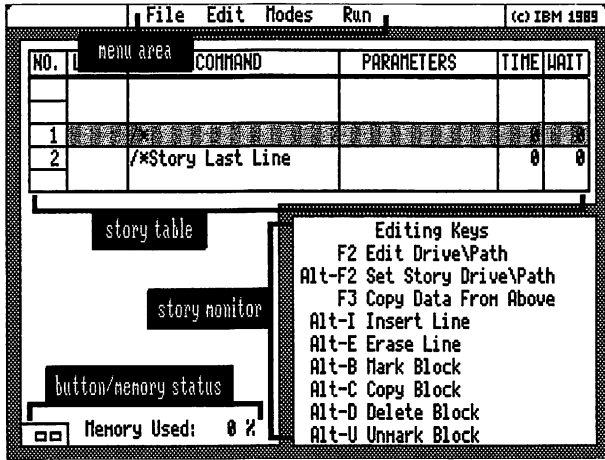 File Edit Modes Run (c) IBM 1989
menu area
NO. COMMAND PARAMETERS TIME WAIT
1 /* 0 0
2 /*Story Last Line 0 0
story table
Editing Keys
F2 Edit Drive\Path
Alt-F2 Set Story Drive\Path
F3 Copy Data From Above
story monitor
Alt-I Insert Line
Alt-E Erase Line
Alt-B Mark Block
button/memory status
Alt-C Copy Block
Alt-D Delete Block
Memory Used: 0 %
Alt-U Unmark Block